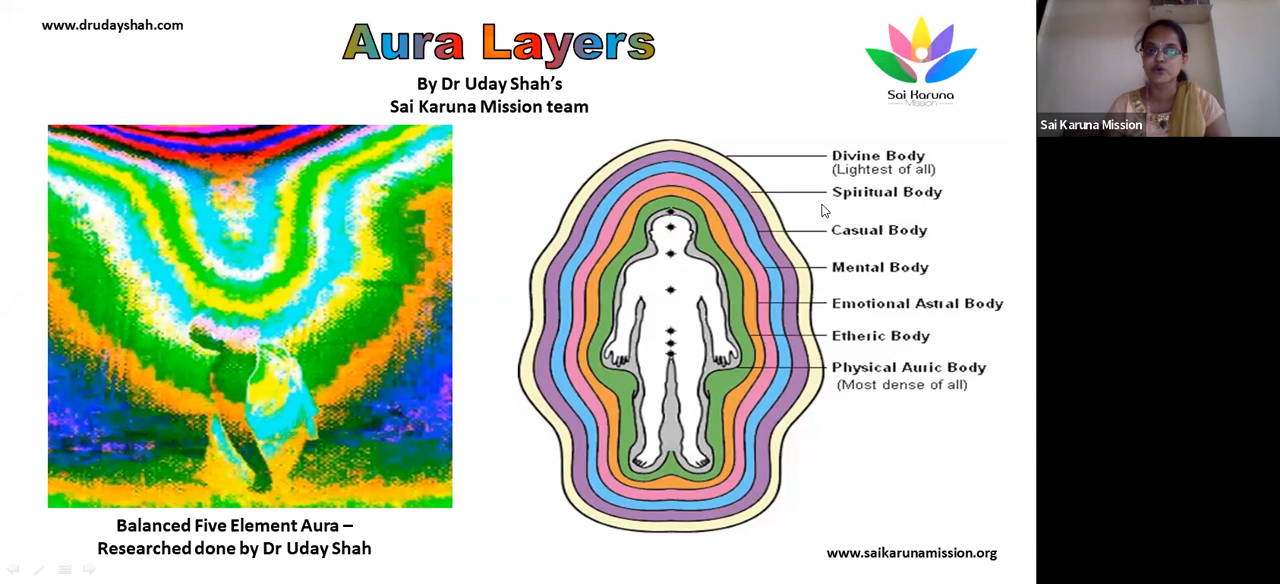 www.drudayshah.com
Aura Layers
By Dr Uday Shah's
Sai Karuna Mission team
Sai Karuna
Mission
Sai Karuna Mission
Divine Body
(Lightest of all)
Spiritual Body
Casual Body
Mental Body
Emotional Astral Body
Etheric Body
Physical Auric Body
(Most dense of all)
Balanced Five Element Aura –
Researched done by Dr Uday Shah
www.saikarunamission.org